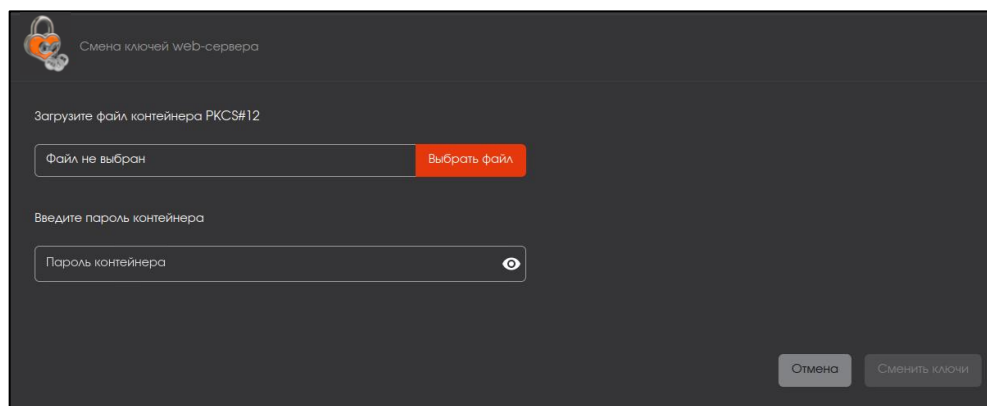 Смена ключей web-сервера
Загрузите файл контейнера PKCS#12
Файл не выбран
Выбрать файл
Введите пароль контейнера
Пароль контейнера
Отмена
Сменить ключи